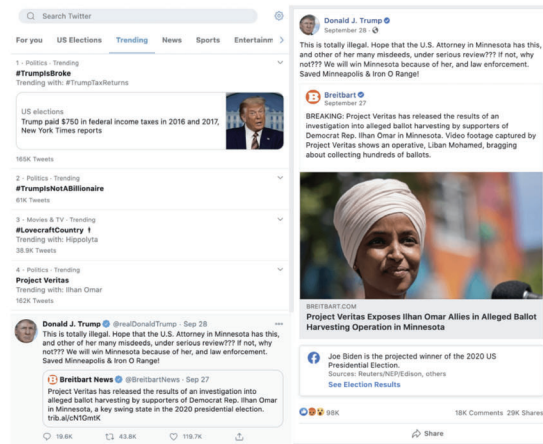 Search Twitter
For you US Elections Trending News Sports Entertainm
1 · Politics · Trending
#TrumpIsBroke
Trending with: #TrumpTaxReturns
US elections
Trump paid $750 in federal income taxes in 2016 and 2017,
New York Times reports
165K Tweets
2 · Politics · Trending
#TrumpIsNotABillionaire
61K Tweets
3 · Movies & TV · Trending
#LovecraftCountry
Trending with: Hippolyta
38.9K Tweets
4 · Politics · Trending
Project Veritas
Trending with: Ilhan Omar
162K Tweets
Donald J. Trump @realDonaldTrump · Sep 28
This is totally illegal. Hope that the U.S. Attorney in Minnesota has this,
and other of her many misdeeds, under serious review??? If not, why
not??? We will win Minnesota because of her, and law enforcement.
Saved Minneapolis & Iron O Range!
Breitbart News @BreitbartNews · Sep 27
Project Veritas has released the results of an investigation into
alleged ballot harvesting by supporters of Democrat Rep. Ilhan Omar
in Minnesota, a key swing state in the 2020 presidential election.
trib.al/cN1GmtK
19.6K 43.8K 119.7K
Donald J. Trump
September 28 ·
This is totally illegal. Hope that the U.S. Attorney in Minnesota has this,
and other of her many misdeeds, under serious review??? If not, why
not??? We will win Minnesota because of her, and law enforcement.
Saved Minneapolis & Iron O Range!
Breitbart
September 27
BREAKING: Project Veritas has released the results of an
investigation into alleged ballot harvesting by supporters of
Democrat Rep. Ilhan Omar in Minnesota. Video footage captured by
Project Veritas shows an operative, Liban Mohamed, bragging
about collecting hundreds of ballots.
BREITBART.COM
Project Veritas Exposes Ilhan Omar Allies in Alleged Ballot
Harvesting Operation in Minnesota
Joe Biden is the projected winner of the 2020 US
Presidential Election.
Sources: Reuters/NEP/Edison, others
See Election Results
98K 18K Comments 29K Shares
Share